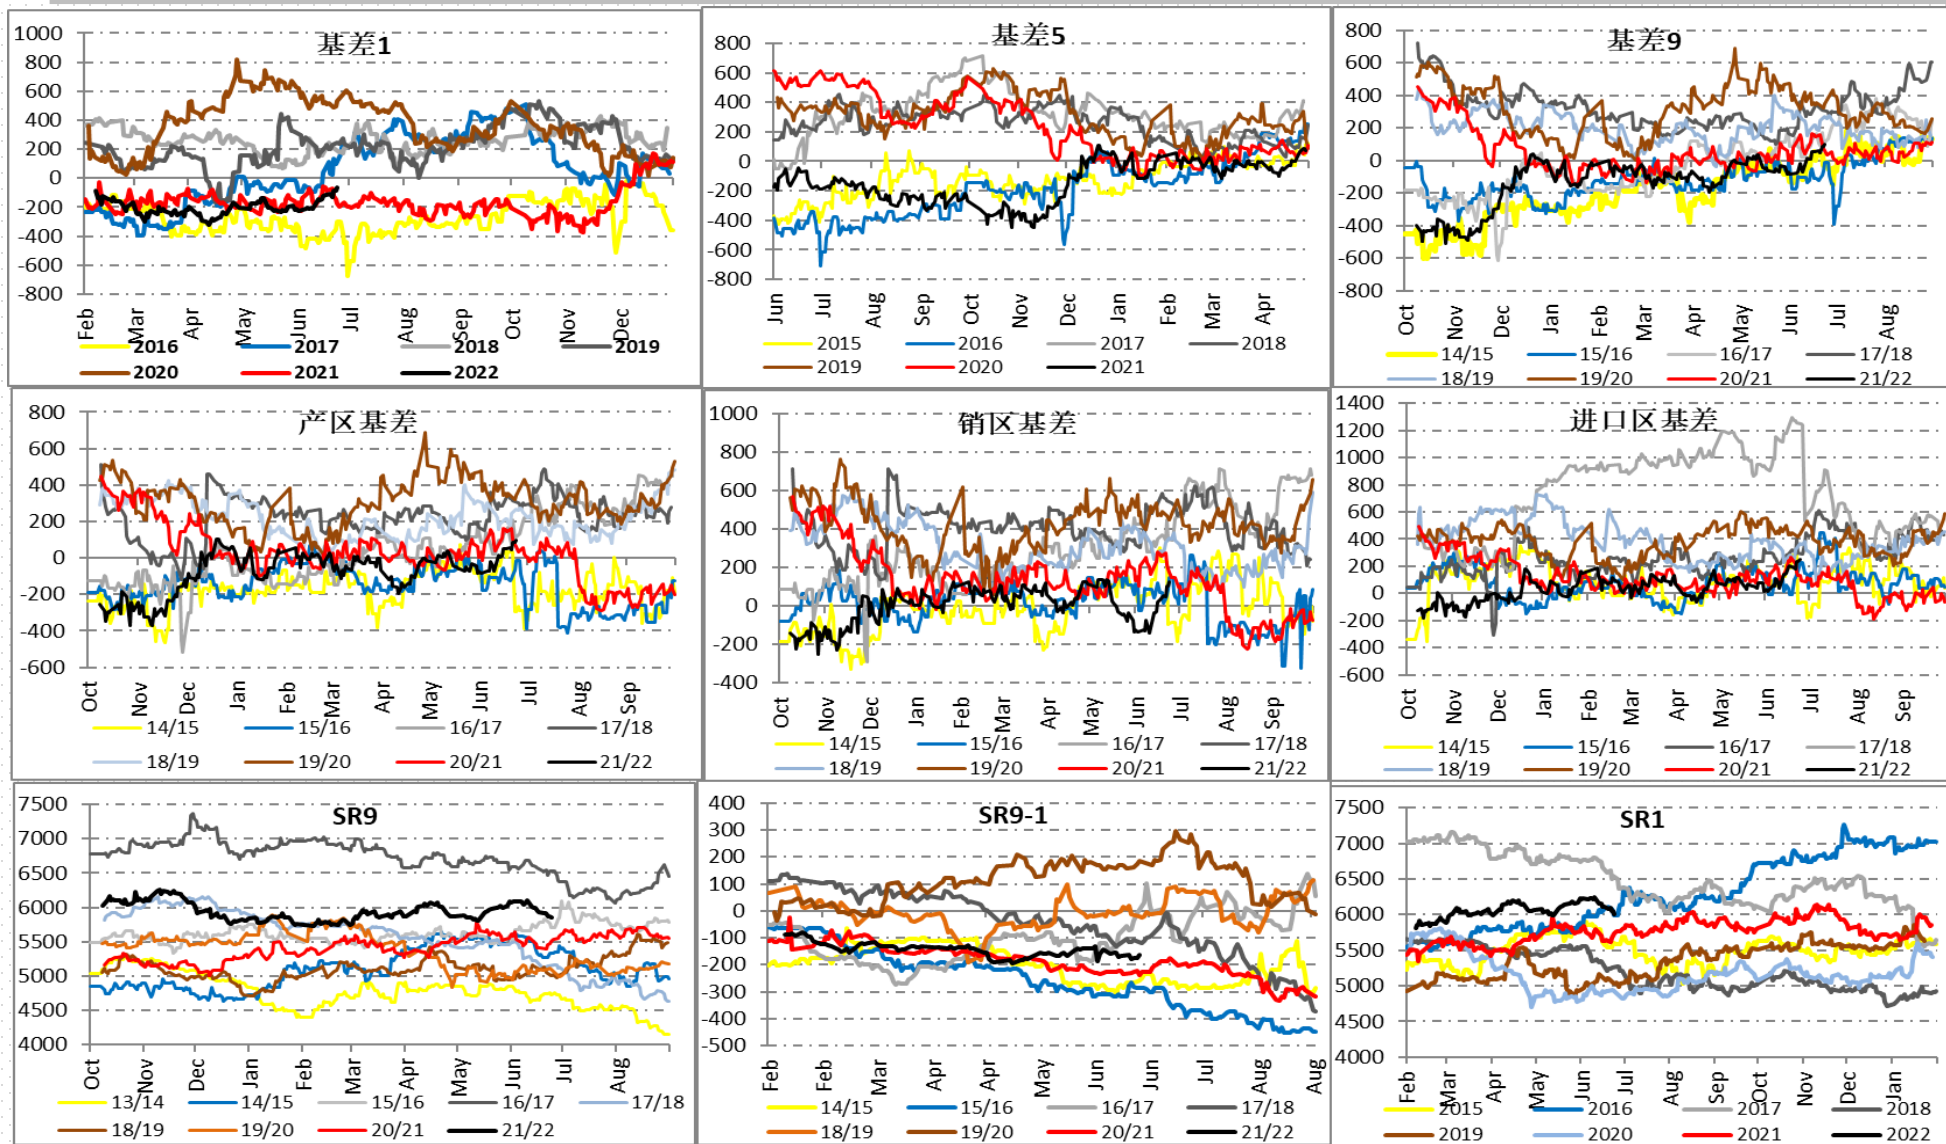 基差1
1000
800
600
400
200
0
-200
-400
-600
-800
Feb Mar Apr May Jun Jul Aug Sep Oct Nov Dec
2016 2017 2018 2019
2020 2021 2022
基差5
800
600
400
200
0
-200
-400
-600
-800
Jun Jul Aug Sep Oct Nov Dec Jan Feb Mar Apr
2015 2016 2017 2018
2019 2020 2021
基差9
800
600
400
200
0
-200
-400
-600
-800
Oct Nov Dec Jan Feb Mar Apr May Jun Jul Aug
14/15 15/16 16/17 17/18
18/19 19/20 20/21 21/22
产区基差
800
600
400
200
0
-200
-400
-600
Oct Nov Dec Jan Feb Mar Apr May Jun Jul Aug Sep
14/15 15/16 16/17 17/18
18/19 19/20 20/21 21/22
销区基差
1000
800
600
400
200
0
-200
-400
Oct Nov Dec Jan Feb Mar Apr May Jun Jul Aug Sep
14/15 15/16 16/17 17/18
18/19 19/20 20/21 21/22
进口区基差
1400
1200
1000
800
600
400
200
0
-200
-400
-600
Oct Nov Dec Jan Feb Mar Apr May Jun Jul Aug Sep
14/15 15/16 16/17 17/18
18/19 19/20 20/21 21/22
SR9
7500
7000
6500
6000
5500
5000
4500
4000
Oct Nov Dec Jan Feb Mar Apr May Jun Jul Aug
13/14 14/15 15/16 16/17 17/18
18/19 19/20 20/21 21/22
SR9-1
400
300
200
100
0
-100
-200
-300
-400
-500
Feb Feb Mar Apr Apr May Jun Jun Jul Aug Aug
14/15 15/16 16/17 17/18
18/19 19/20 20/21 21/22
SR1
7500
7000
6500
6000
5500
5000
4500
4000
Feb Mar Apr May Jun Jul Aug Sep Oct Nov Dec Jan
2015 2016 2017 2018
2019 2020 2021 2022